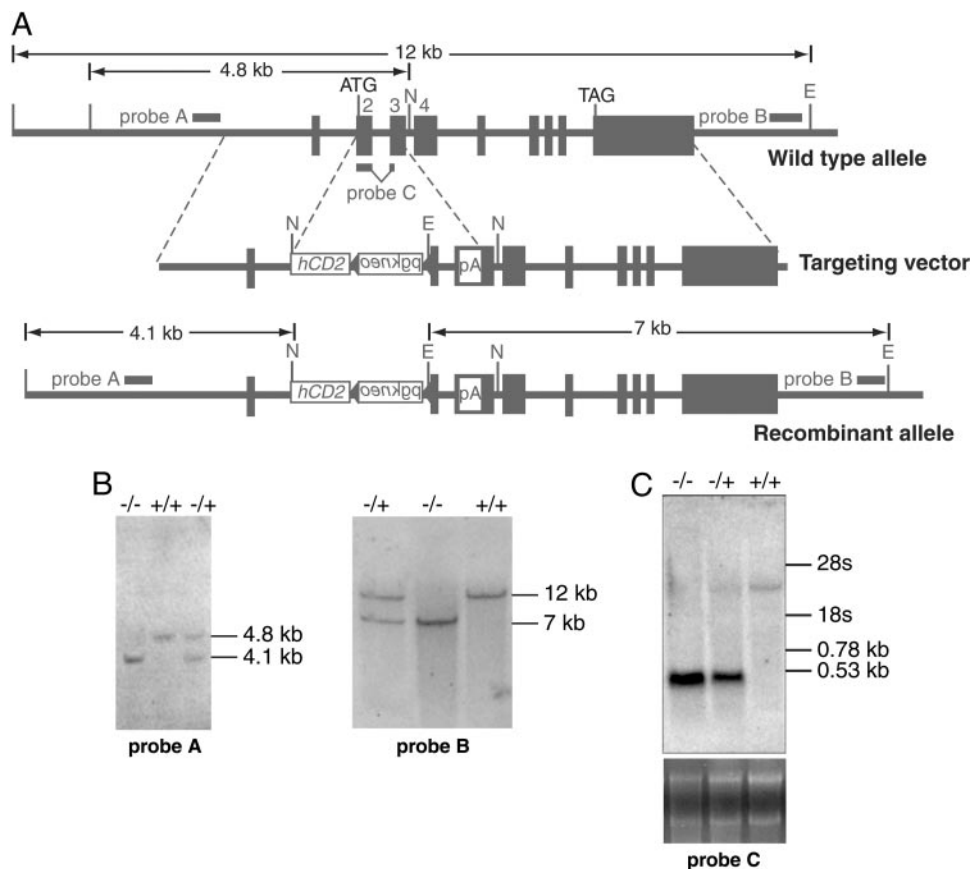 A
12 kb
4.8 kb
ATG
N
E
2 3 4
TAG
probe A
probe B
Wild type allele
probe C
N
E
N
hCD2 pgkneo pA
Targeting vector
4.1 kb
7 kb
N
E
N
E
probe A
probe B
hCD2 pgkneo pA
Recombinant allele
B
-/- +/+ -/+
4.8 kb
4.1 kb
probe A
-/+ -/- +/+
12 kb
7 kb
probe B
C
-/- -/+ +/+
28s
18s
0.78 kb
0.53 kb
probe C